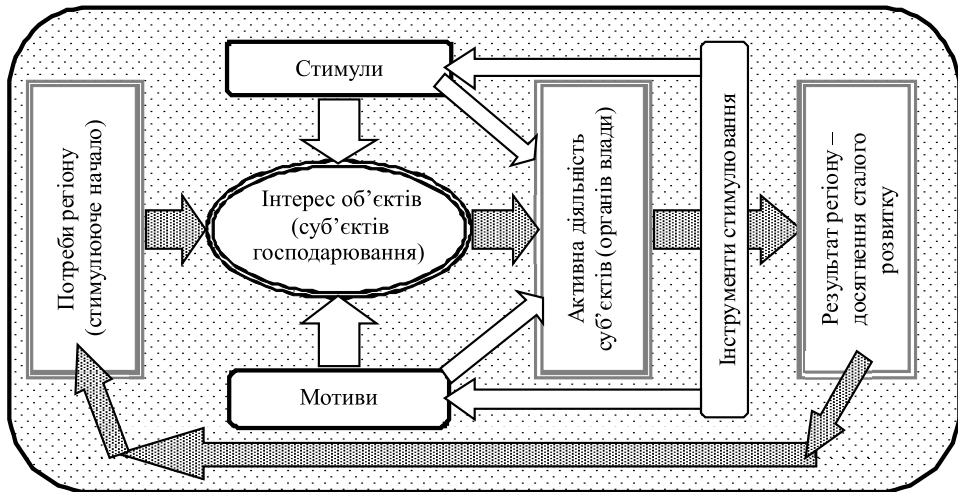 Потреби регіону
(стимулююче начало)
Стимули
Інтерес об’єктів
(суб’єктів
господарювання)
Мотиви
Активна діяльність
суб’єктів (органів влади)
Інструменти стимулювання
Результат регіону –
досягнення сталого
розвитку